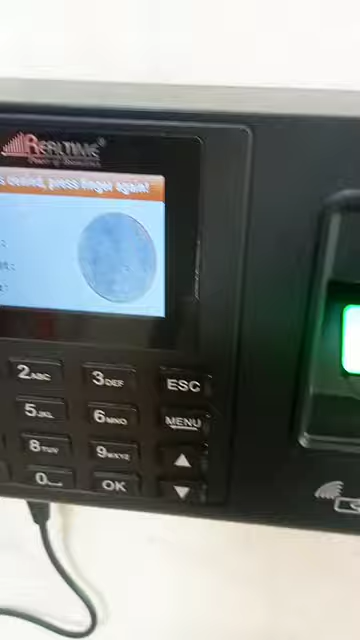 REALTIME
press finger again!
2ABC 3DEF ESC
5JKL 6MNO MENU
8TUV 9WXYZ ▲
0 OK ▼